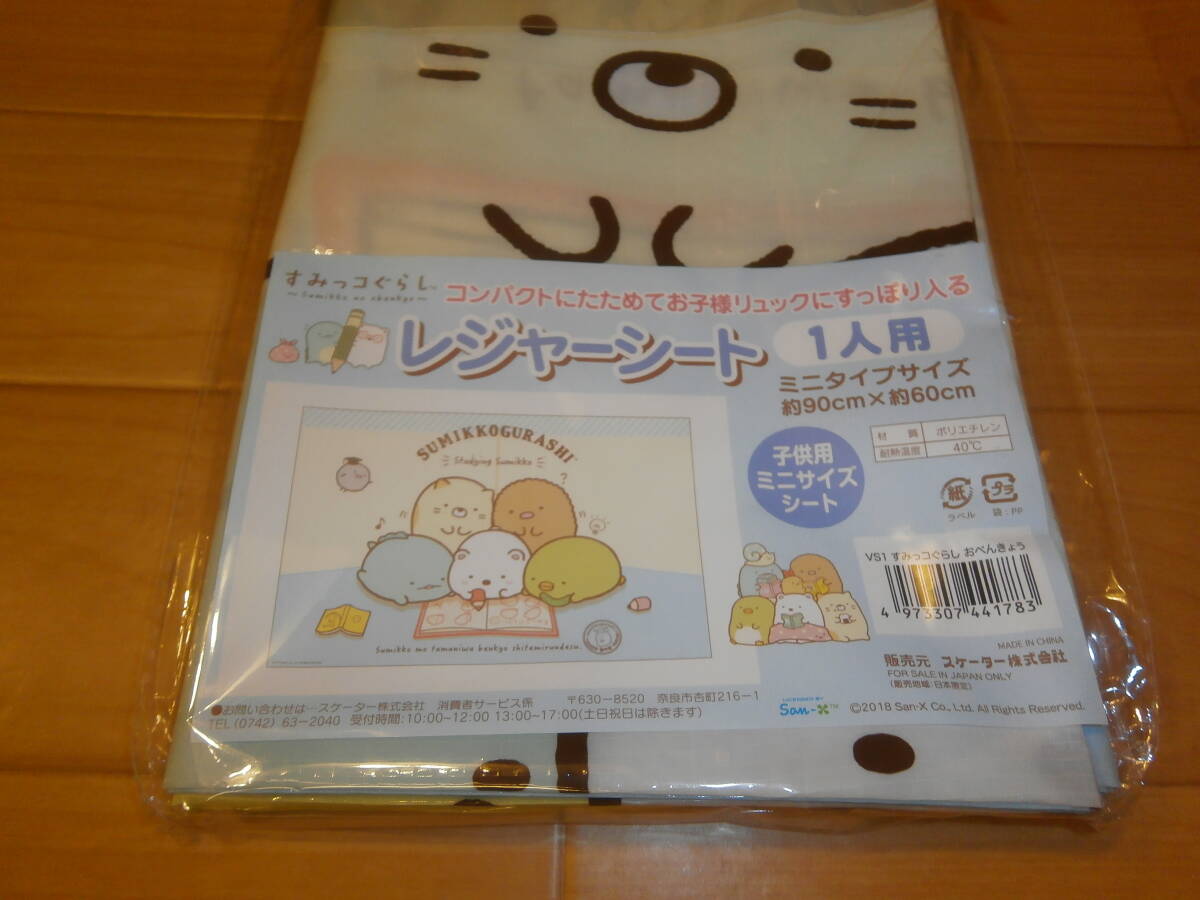 すみっコぐらし
~Sumikko no obenkyo~
コンパクトにたためてお子様リュックにすっぽり入る
レジャーシート
1人用
ミニタイプサイズ
約90cm×約60cm
材質 ポリエチレン
耐熱温度 40℃
子供用
ミニサイズ
シート
紙
ラベル
プラ
袋:PP
SUMIKKOGURASHI
Studying Sumikko
?
Sumikko mo tamaniwa benkyo shitemirundesu.
VS1 すみっコぐらし おべんきょう
4 973307 441783
MADE IN CHINA
販売元 スケーター株式会社
FOR SALE IN JAPAN ONLY
(販売地域:日本限定)
●お問い合わせは…スケーター株式会社 消費者サービス係 〒630-8520 奈良市杏町216-1
TEL(0742)63-2040 受付時間:10:00~12:00 13:00~17:00(土日祝日は除きます)
San-X™
©2018 San-X Co., Ltd. All Rights Reserved.